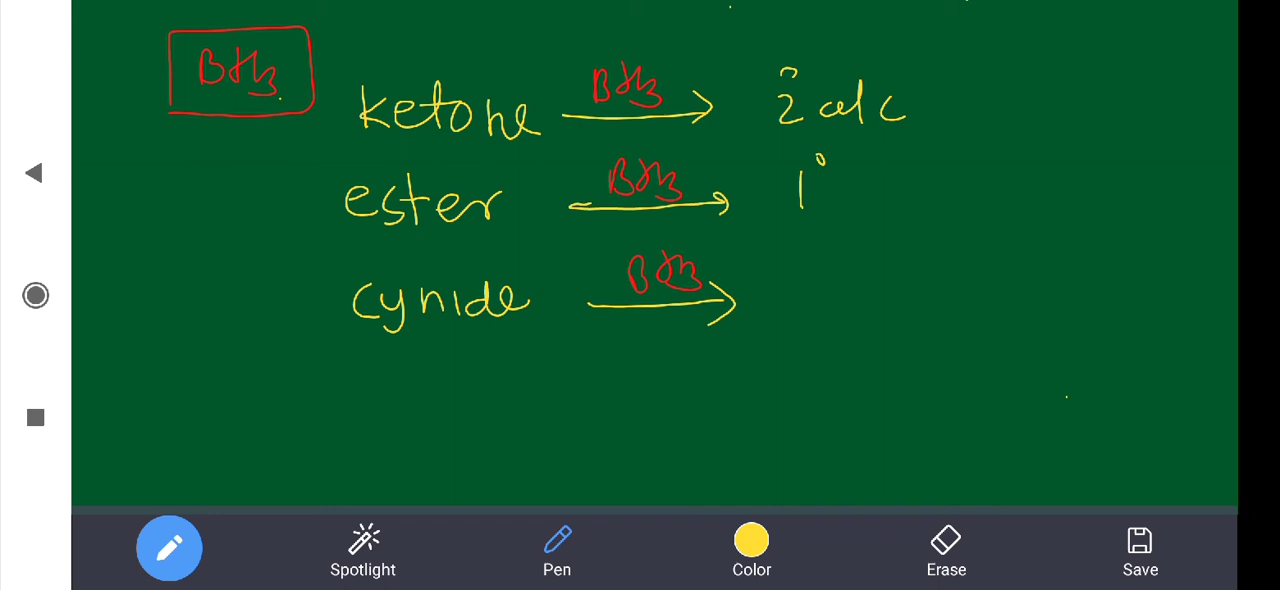 BH3
ketone BH3 → 2° alc
ester BH3 → 1°
cynide BH3 →
Spotlight Pen Color Erase Save